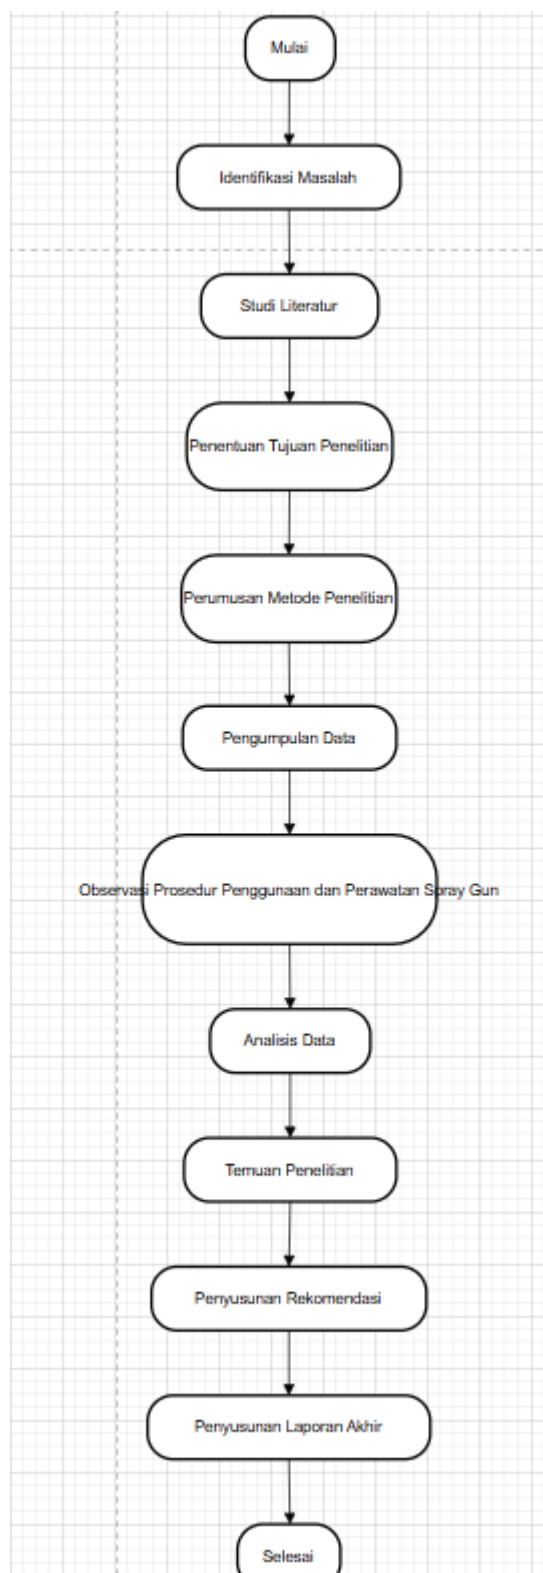 Mulai
Identifikasi Masalah
Studi Literatur
Penentuan Tujuan Penelitian
Perumusan Metode Penelitian
Pengumpulan Data
Observasi Prosedur Penggunaan dan Perawatan Spray Gun
Analisis Data
Temuan Penelitian
Penyusunan Rekomendasi
Penyusunan Laporan Akhir
Selesai